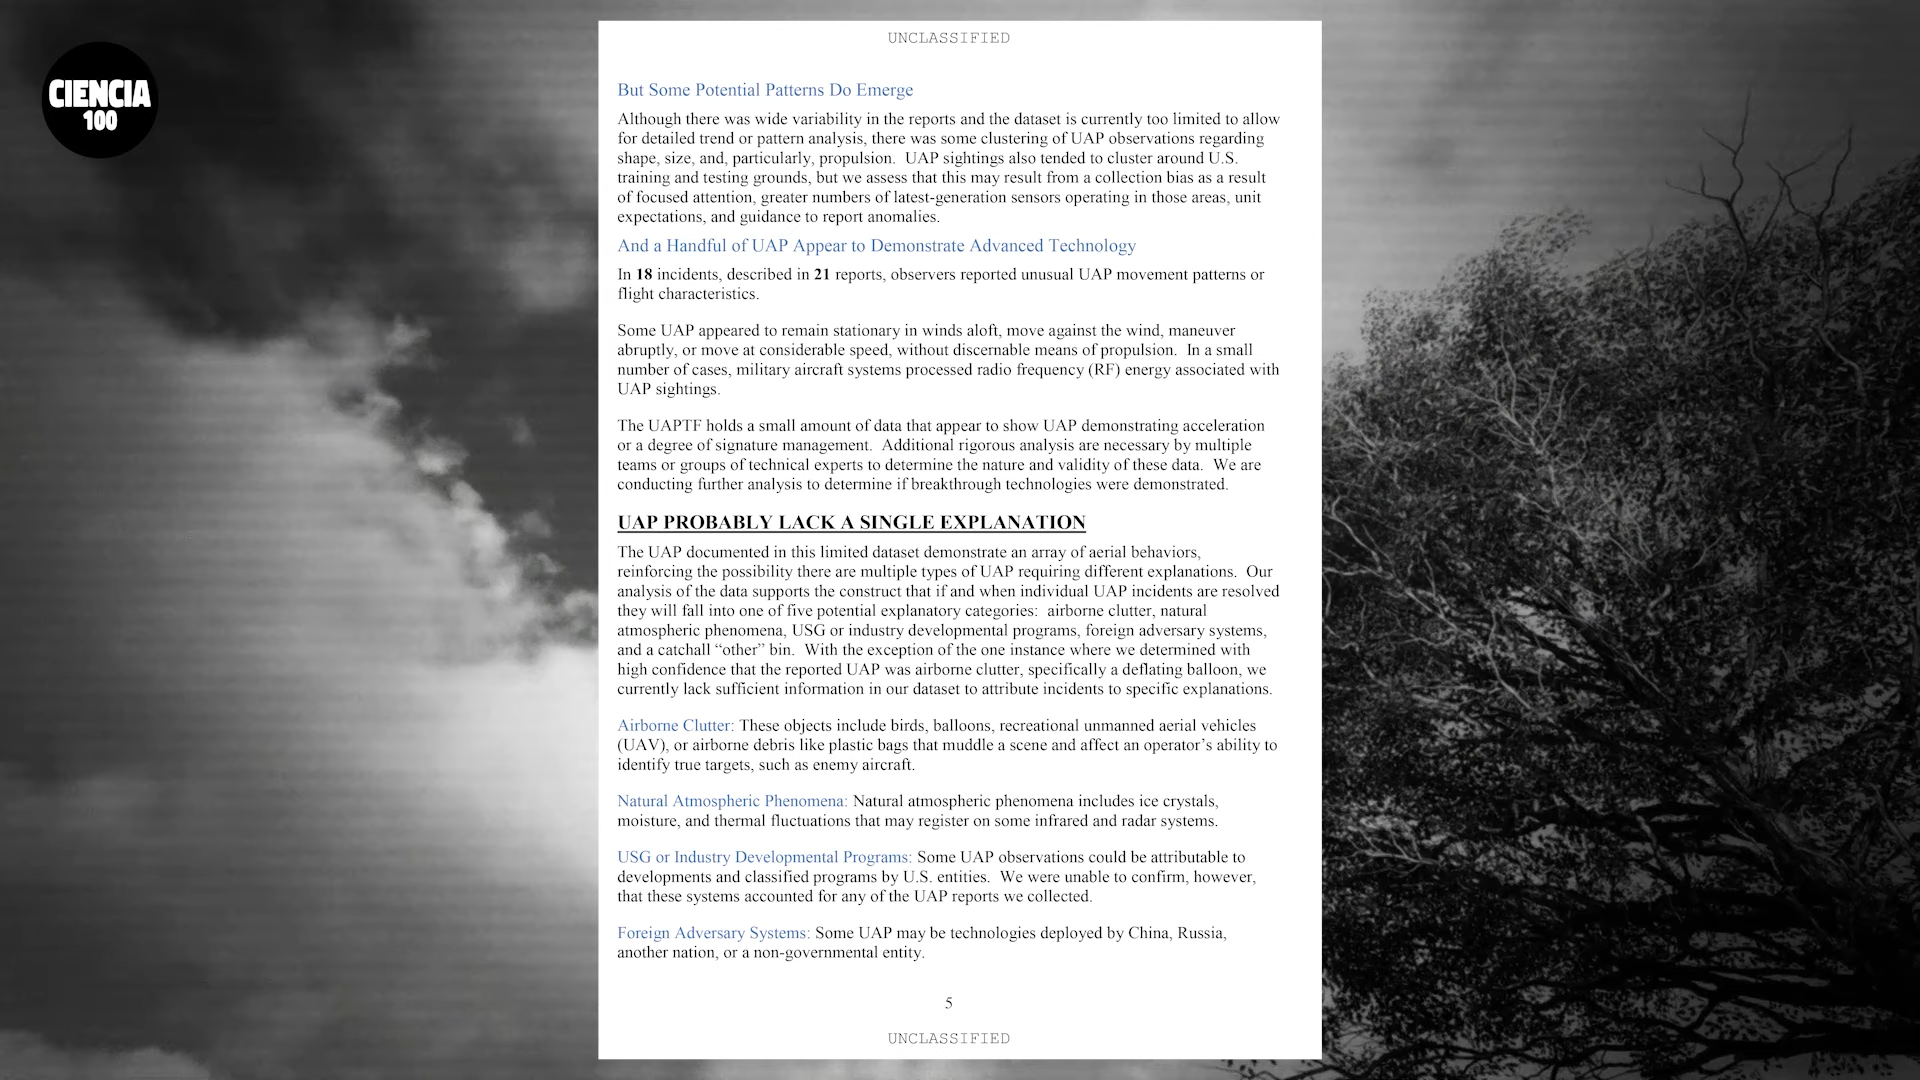 CIENCIA
100
UNCLASSIFIED
But Some Potential Patterns Do Emerge
Although there was wide variability in the reports and the dataset is currently too limited to allow
for detailed trend or pattern analysis, there was some clustering of UAP observations regarding
shape, size, and, particularly, propulsion.  UAP sightings also tended to cluster around U.S.
training and testing grounds, but we assess that this may result from a collection bias as a result
of focused attention, greater numbers of latest-generation sensors operating in those areas, unit
expectations, and guidance to report anomalies.
And a Handful of UAP Appear to Demonstrate Advanced Technology
In 18 incidents, described in 21 reports, observers reported unusual UAP movement patterns or
flight characteristics.
Some UAP appeared to remain stationary in winds aloft, move against the wind, maneuver
abruptly, or move at considerable speed, without discernable means of propulsion.  In a small
number of cases, military aircraft systems processed radio frequency (RF) energy associated with
UAP sightings.
The UAPTF holds a small amount of data that appear to show UAP demonstrating acceleration
or a degree of signature management.  Additional rigorous analysis are necessary by multiple
teams or groups of technical experts to determine the nature and validity of these data.  We are
conducting further analysis to determine if breakthrough technologies were demonstrated.
UAP PROBABLY LACK A SINGLE EXPLANATION
The UAP documented in this limited dataset demonstrate an array of aerial behaviors,
reinforcing the possibility there are multiple types of UAP requiring different explanations.  Our
analysis of the data supports the construct that if and when individual UAP incidents are resolved
they will fall into one of five potential explanatory categories:  airborne clutter, natural
atmospheric phenomena, USG or industry developmental programs, foreign adversary systems,
and a catchall “other” bin.  With the exception of the one instance where we determined with
high confidence that the reported UAP was airborne clutter, specifically a deflating balloon, we
currently lack sufficient information in our dataset to attribute incidents to specific explanations.
Airborne Clutter: These objects include birds, balloons, recreational unmanned aerial vehicles
(UAV), or airborne debris like plastic bags that muddle a scene and affect an operator’s ability to
identify true targets, such as enemy aircraft.
Natural Atmospheric Phenomena: Natural atmospheric phenomena includes ice crystals,
moisture, and thermal fluctuations that may register on some infrared and radar systems.
USG or Industry Developmental Programs: Some UAP observations could be attributable to
developments and classified programs by U.S. entities.  We were unable to confirm, however,
that these systems accounted for any of the UAP reports we collected.
Foreign Adversary Systems: Some UAP may be technologies deployed by China, Russia,
another nation, or a non-governmental entity.
5
UNCLASSIFIED